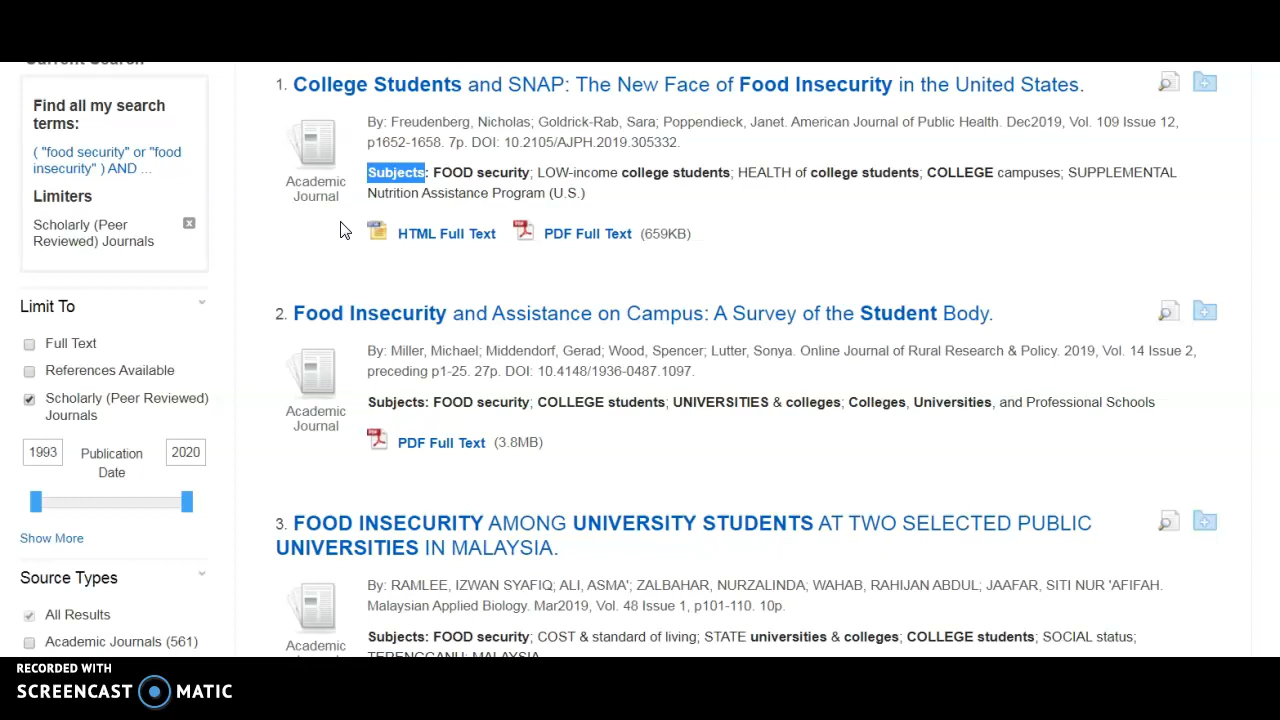 Current Search
Find all my search
terms:
( "food security" or "food
insecurity" ) AND ...
Limiters
Scholarly (Peer
Reviewed) Journals
Limit To
Full Text
References Available
Scholarly (Peer Reviewed)
Journals
1993 Publication 2020
Date
Show More
Source Types
All Results
Academic Journals (561)
1. College Students and SNAP: The New Face of Food Insecurity in the United States.
By: Freudenberg, Nicholas; Goldrick-Rab, Sara; Poppendieck, Janet. American Journal of Public Health. Dec2019, Vol. 109 Issue 12,
p1652-1658. 7p. DOI: 10.2105/AJPH.2019.305332.
Academic
Journal
Subjects: FOOD security; LOW-income college students; HEALTH of college students; COLLEGE campuses; SUPPLEMENTAL
Nutrition Assistance Program (U.S.)
HTML Full Text PDF Full Text (659KB)
2. Food Insecurity and Assistance on Campus: A Survey of the Student Body.
By: Miller, Michael; Middendorf, Gerad; Wood, Spencer; Lutter, Sonya. Online Journal of Rural Research & Policy. 2019, Vol. 14 Issue 2,
preceding p1-25. 27p. DOI: 10.4148/1936-0487.1097.
Academic
Journal
Subjects: FOOD security; COLLEGE students; UNIVERSITIES & colleges; Colleges, Universities, and Professional Schools
PDF Full Text (3.8MB)
3. FOOD INSECURITY AMONG UNIVERSITY STUDENTS AT TWO SELECTED PUBLIC
UNIVERSITIES IN MALAYSIA.
By: RAMLEE, IZWAN SYAFIQ; ALI, ASMA'; ZALBAHAR, NURZALINDA; WAHAB, RAHIJAN ABDUL; JAAFAR, SITI NUR 'AFIFAH.
Malaysian Applied Biology. Mar2019, Vol. 48 Issue 1, p101-110. 10p.
Academic
Journal
Subjects: FOOD security; COST & standard of living; STATE universities & colleges; COLLEGE students; SOCIAL status;
TERENGGANU; MALAYSIA
RECORDED WITH
SCREENCAST MATIC